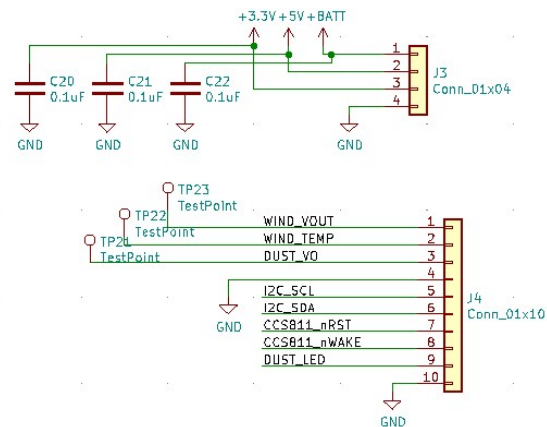 +3.3V +5V +BATT
C20
0.1uF
C21
0.1uF
C22
0.1uF
GND
GND
GND
GND
1
2
3
4
J3
Conn_01x04
TP23
TestPoint
TP22
TestPoint
TP21
TestPoint
WIND_VOUT
WIND_TEMP
DUST_VO
I2C_SCL
I2C_SDA
CCS811_nRST
CCS811_nWAKE
DUST_LED
GND
GND
1
2
3
4
5
6
7
8
9
10
J4
Conn_01x10